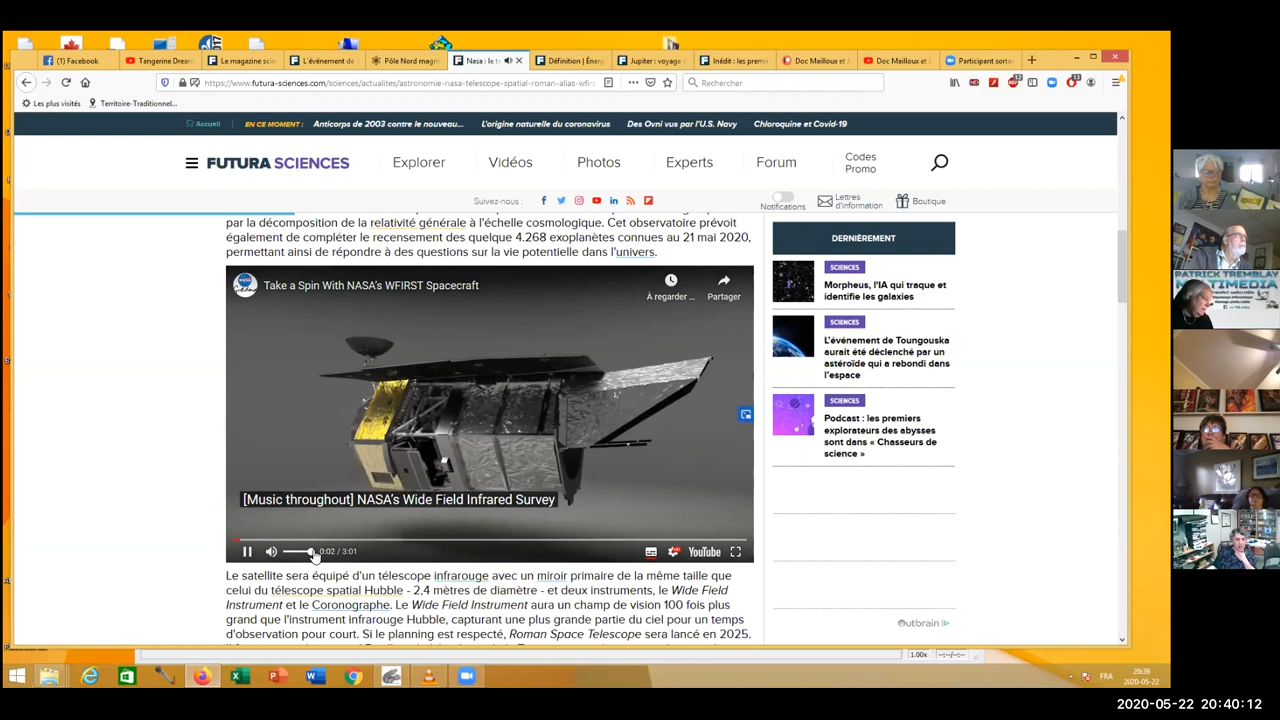 (1) Facebook
Tangerine Dream
Le magazine scie
L'événement de
Pôle Nord magn
Nasa : le t
Définition | Énerg
Jupiter : voyage
Inédit : les premi
Doc Mailloux et
Doc Mailloux et
Participant sorta
https://www.futura-sciences.com/sciences/actualites/astronomie-nasa-telescope-spatial-roman-alias-wfirs
Rechercher
Les plus visités
Territoire-Traditionnel...
Accueil
EN CE MOMENT :
Anticorps de 2003 contre le nouveau...
L'origine naturelle du coronavirus
Des Ovni vus par l'U.S. Navy
Chloroquine et Covid-19
FUTURA SCIENCES
Explorer
Vidéos
Photos
Experts
Forum
Codes
Promo
Suivez-nous :
Notifications
Lettres
d'information
Boutique
par la décomposition de la relativité générale à l'échelle cosmologique. Cet observatoire prévoit
également de compléter le recensement des quelque 4.268 exoplanètes connues au 21 mai 2020,
permettant ainsi de répondre à des questions sur la vie potentielle dans l'univers.
Take a Spin With NASA's WFIRST Spacecraft
À regarder ...
Partager
[Music throughout] NASA's Wide Field Infrared Survey
0:02 / 3:01
YouTube
Le satellite sera équipé d'un télescope infrarouge avec un miroir primaire de la même taille que
celui du télescope spatial Hubble - 2,4 mètres de diamètre - et deux instruments, le Wide Field
Instrument et le Coronographe. Le Wide Field Instrument aura un champ de vision 100 fois plus
grand que l'instrument infrarouge Hubble, capturant une plus grande partie du ciel pour un temps
d'observation pour court. Si le planning est respecté, Roman Space Telescope sera lancé en 2025.
DERNIÈREMENT
SCIENCES
Morpheus, l'IA qui traque et
identifie les galaxies
SCIENCES
L'événement de Toungouska
aurait été déclenché par un
astéroïde qui a rebondi dans
l'espace
SCIENCES
Podcast : les premiers
explorateurs des abysses
sont dans « Chasseurs de
science »
Outbrain
1.00x
--:--/--:--
FR
20:39
2020-05-22
PATRICK TREMBLAY
2020-05-22 20:40:12